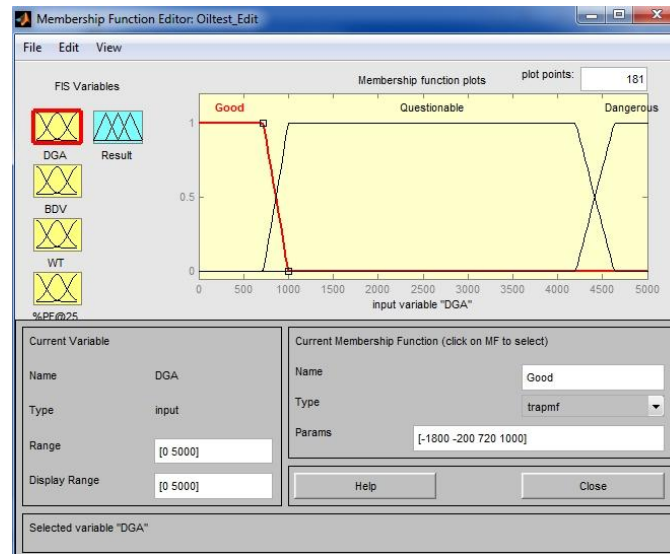 Membership Function Editor: Oiltest_Edit
File Edit View
FIS Variables
DGA
Result
BDV
WT
%PF@25
Membership function plots
plot points: 181
Good Questionable Dangerous
1
0.5
0
0 500 1000 1500 2000 2500 3000 3500 4000 4500 5000
input variable "DGA"
Current Variable
Name DGA
Type input
Range [0 5000]
Display Range [0 5000]
Current Membership Function (click on MF to select)
Name Good
Type trapmf
Params [-1800 -200 720 1000]
Help Close
Selected variable "DGA"